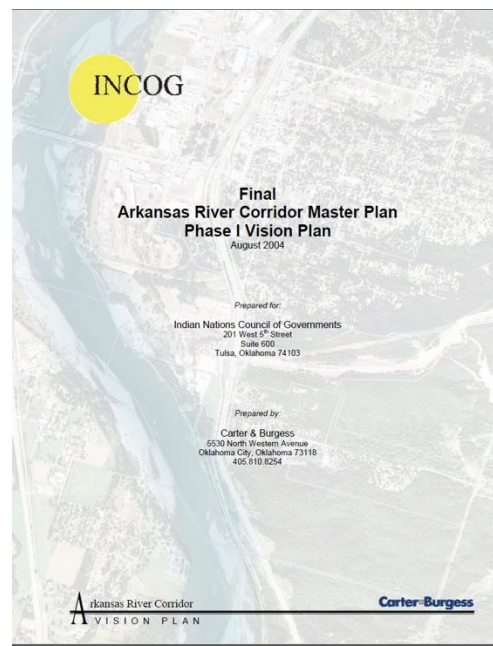 INCOG
Final
Arkansas River Corridor Master Plan
Phase I Vision Plan
August 2004
Prepared for:
Indian Nations Council of Governments
201 West 5th Street
Suite 600
Tulsa, Oklahoma 74103
Prepared by:
Carter & Burgess
5530 North Western Avenue
Oklahoma City, Oklahoma 73118
405.810.8254
Arkansas River Corridor
VISION PLAN
Carter=Burgess